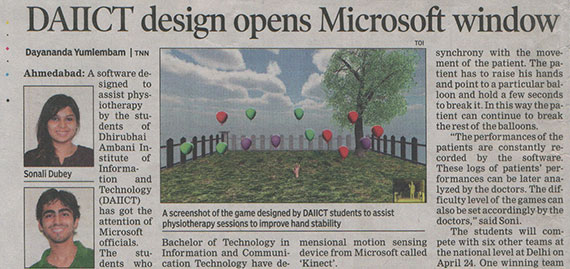 DAIICT design opens Microsoft window
Dayananda Yumlembam | TNN
Ahmedabad: A software de-
signed to
assist phys-
iotherapy
by the stu-
dents of
Dhirubhai
Ambani In-
stitute of
Informa-
tion and
Technology
(DAIICT)
has got the
attention of
Microsoft
officials.
The stu-
dents who
Sonali Dubey
TOI
A screenshot of the game designed by DAIICT students to assist
physiotherapy sessions to improve hand stability
Bachelor of Technology in
Information and Communi-
cation Technology have de-
mensional motion sensing
device from Microsoft called
'Kinect'.
synchrony with the move-
ment of the patient. The pa-
tient has to raise his hands
and point to a particular bal-
loon and hold a few seconds
to break it. In this way the pa-
tient can continue to break
the rest of the balloons.
"The performances of the
patients are constantly re-
corded by the software.
These logs of patients' per-
formances can be later ana-
lyzed by the doctors. The dif-
ficulty level of the games can
also be set accordingly by the
doctors," said Soni.
The students will com-
pete with six other teams at
the national level at Delhi on
April 24. One winning team